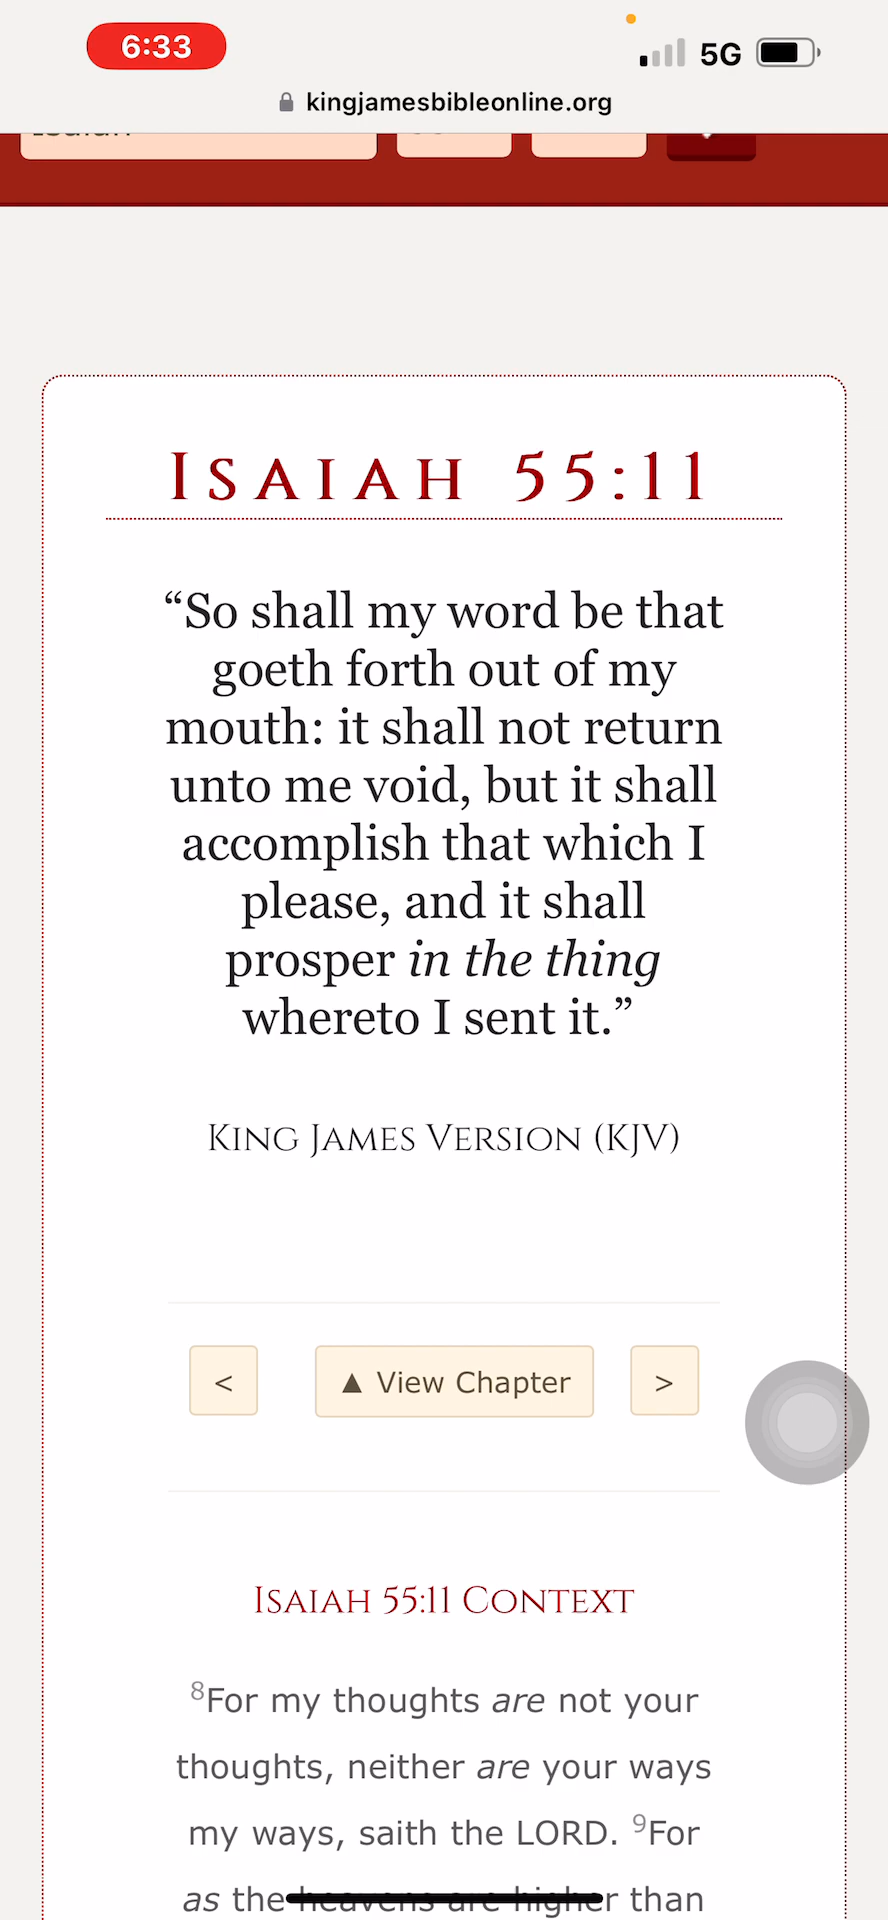 6:33
5G
kingjamesbibleonline.org
ISAIAH 55:11
“So shall my word be that
goeth forth out of my
mouth: it shall not return
unto me void, but it shall
accomplish that which I
please, and it shall
prosper in the thing
whereto I sent it.”
KING JAMES VERSION (KJV)
< ▲ View Chapter >
ISAIAH 55:11 CONTEXT
8For my thoughts are not your
thoughts, neither are your ways
my ways, saith the LORD. 9For
as the heavens are higher than